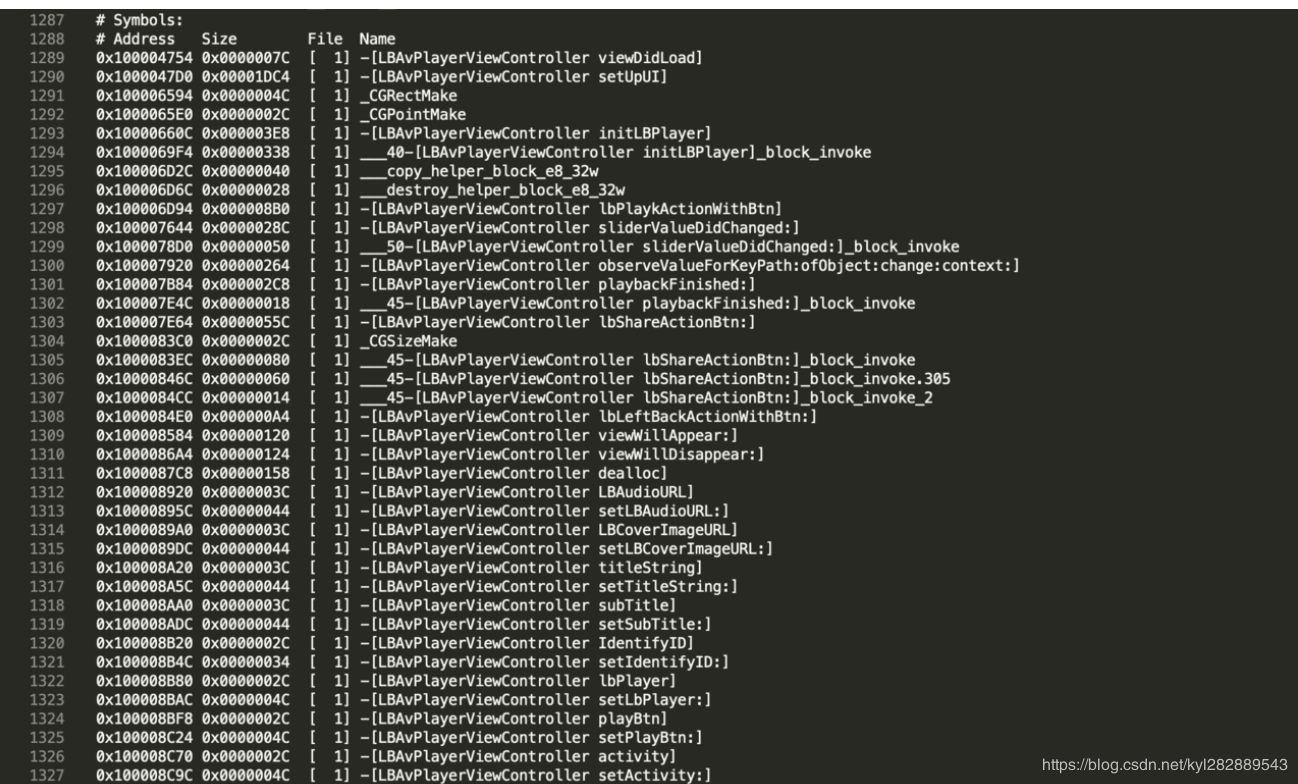 1287 # Symbols:
1288 # Address Size File Name
1289 0x100004754 0x0000007C [ 1] -[LBAvPlayerViewController viewDidLoad]
1290 0x1000047D0 0x00001DC4 [ 1] -[LBAvPlayerViewController setUpUI]
1291 0x100006594 0x0000004C [ 1] _CGRectMake
1292 0x1000065E0 0x0000002C [ 1] _CGPointMake
1293 0x10000660C 0x000003E8 [ 1] -[LBAvPlayerViewController initLBPlayer]
1294 0x1000069F4 0x00000338 [ 1] ___40-[LBAvPlayerViewController initLBPlayer]_block_invoke
1295 0x100006D2C 0x00000040 [ 1] ___copy_helper_block_e8_32w
1296 0x100006D6C 0x00000028 [ 1] ___destroy_helper_block_e8_32w
1297 0x100006D94 0x000008B0 [ 1] -[LBAvPlayerViewController lbPlaykActionWithBtn]
1298 0x100007644 0x0000028C [ 1] -[LBAvPlayerViewController sliderValueDidChanged:]
1299 0x1000078D0 0x00000050 [ 1] ___50-[LBAvPlayerViewController sliderValueDidChanged:]_block_invoke
1300 0x100007920 0x00000264 [ 1] -[LBAvPlayerViewController observeValueForKeyPath:ofObject:change:context:]
1301 0x100007B84 0x000002C8 [ 1] -[LBAvPlayerViewController playbackFinished:]
1302 0x100007E4C 0x00000018 [ 1] ___45-[LBAvPlayerViewController playbackFinished:]_block_invoke
1303 0x100007E64 0x0000055C [ 1] -[LBAvPlayerViewController lbShareActionBtn:]
1304 0x1000083C0 0x0000002C [ 1] _CGSizeMake
1305 0x1000083EC 0x00000080 [ 1] ___45-[LBAvPlayerViewController lbShareActionBtn:]_block_invoke
1306 0x10000846C 0x00000060 [ 1] ___45-[LBAvPlayerViewController lbShareActionBtn:]_block_invoke.305
1307 0x1000084CC 0x00000014 [ 1] ___45-[LBAvPlayerViewController lbShareActionBtn:]_block_invoke_2
1308 0x1000084E0 0x000000A4 [ 1] -[LBAvPlayerViewController lbLeftBackActionWithBtn:]
1309 0x100008584 0x00000120 [ 1] -[LBAvPlayerViewController viewWillAppear:]
1310 0x1000086A4 0x00000124 [ 1] -[LBAvPlayerViewController viewWillDisappear:]
1311 0x1000087C8 0x00000158 [ 1] -[LBAvPlayerViewController dealloc]
1312 0x100008920 0x0000003C [ 1] -[LBAvPlayerViewController LBAudioURL]
1313 0x10000895C 0x00000044 [ 1] -[LBAvPlayerViewController setLBAudioURL:]
1314 0x1000089A0 0x0000003C [ 1] -[LBAvPlayerViewController LBCoverImageURL]
1315 0x1000089DC 0x00000044 [ 1] -[LBAvPlayerViewController setLBCoverImageURL:]
1316 0x100008A20 0x0000003C [ 1] -[LBAvPlayerViewController titleString]
1317 0x100008A5C 0x00000044 [ 1] -[LBAvPlayerViewController setTitleString:]
1318 0x100008AA0 0x0000003C [ 1] -[LBAvPlayerViewController subTitle]
1319 0x100008ADC 0x00000044 [ 1] -[LBAvPlayerViewController setSubTitle:]
1320 0x100008B20 0x0000002C [ 1] -[LBAvPlayerViewController IdentifyID]
1321 0x100008B4C 0x00000034 [ 1] -[LBAvPlayerViewController setIdentifyID:]
1322 0x100008B80 0x0000002C [ 1] -[LBAvPlayerViewController lbPlayer]
1323 0x100008BAC 0x0000004C [ 1] -[LBAvPlayerViewController setLbPlayer:]
1324 0x100008BF8 0x0000002C [ 1] -[LBAvPlayerViewController playBtn]
1325 0x100008C24 0x0000004C [ 1] -[LBAvPlayerViewController setPlayBtn:]
1326 0x100008C70 0x0000002C [ 1] -[LBAvPlayerViewController activity]
1327 0x100008C9C 0x0000004C [ 1] -[LBAvPlayerViewController setActivity:]
https://blog.csdn.net/kyl282889543